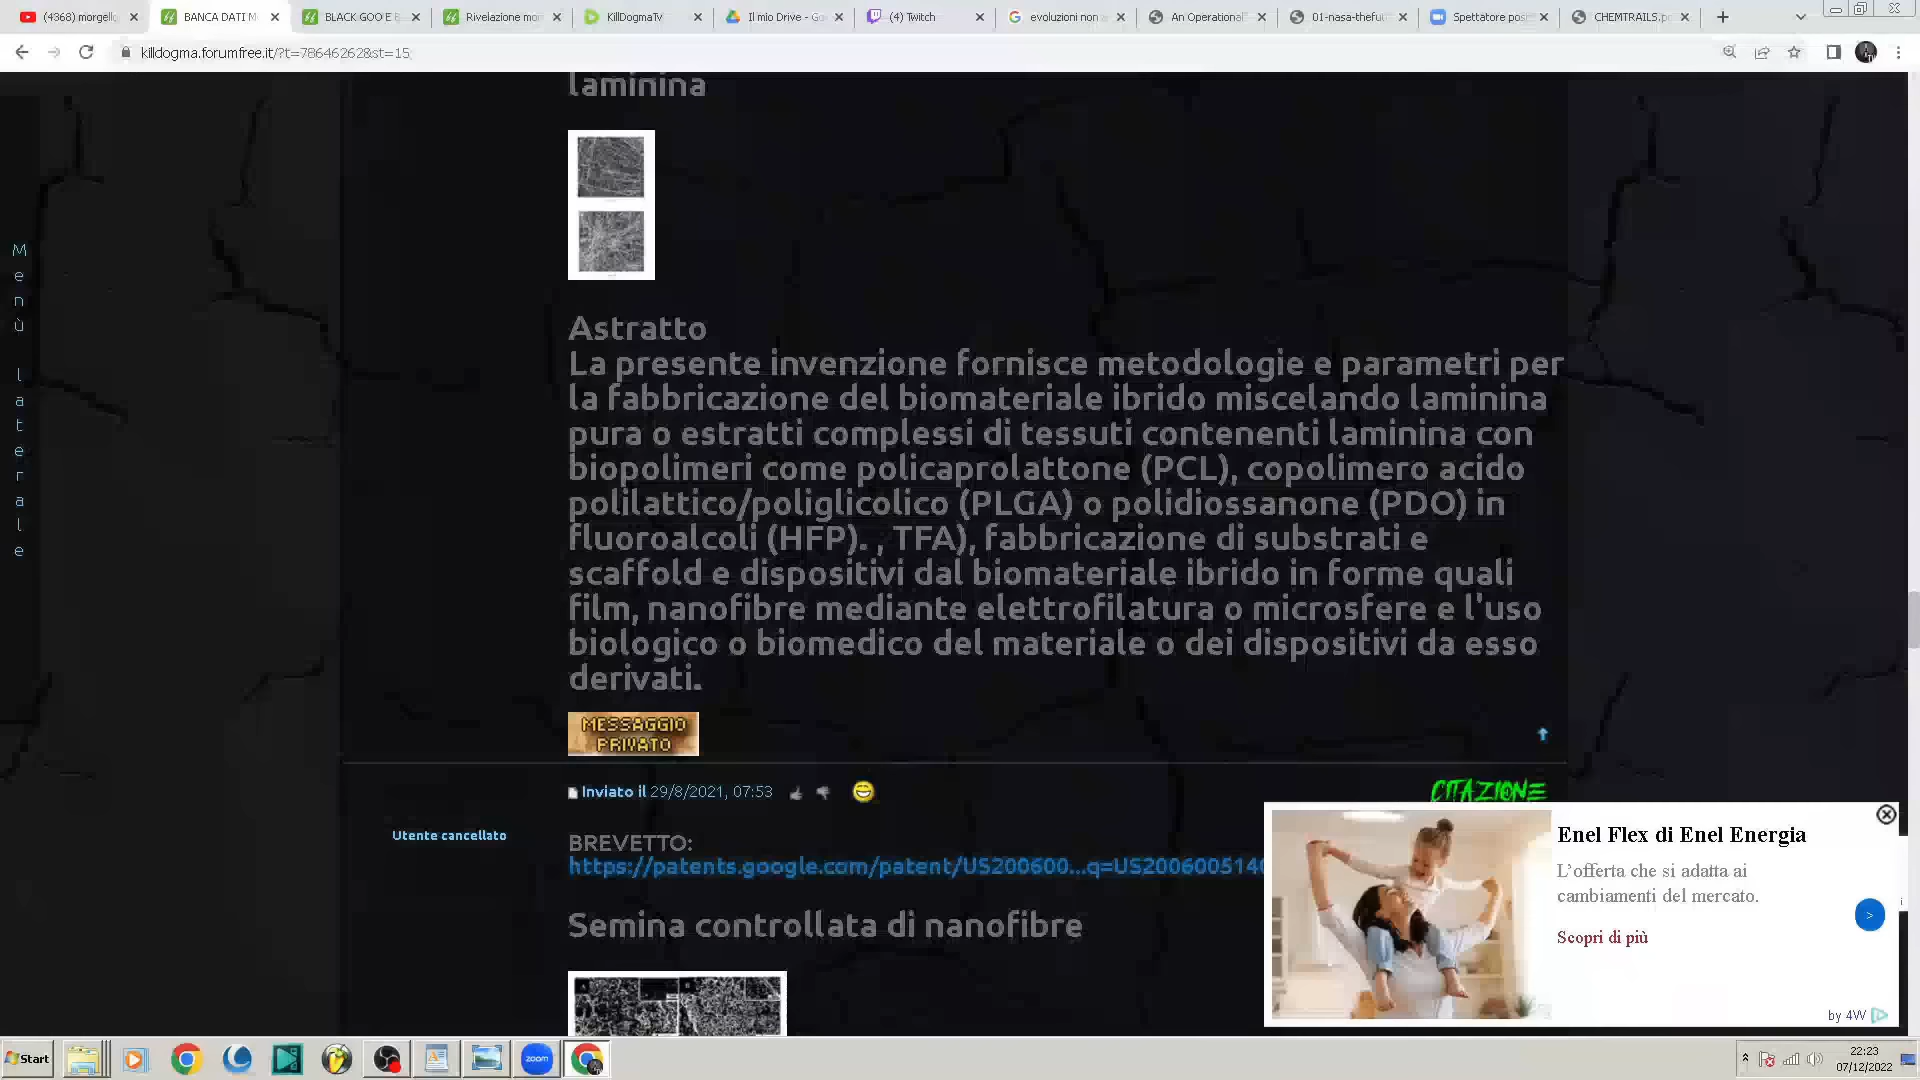 (4368) morgello
BANCA DATI M
BLACK GOO E B
Rivelazione mor
KillDogmaTv
Il mio Drive - Go
(4) Twitch
evoluzioni non
An Operational
01-nasa-thefutu
Spettatore post
CHEMTRAILS.p
killdogma.forumfree.it/?t=78646262&st=15
Menù laterale
laminina
Astratto
La presente invenzione fornisce metodologie e parametri per
la fabbricazione del biomateriale ibrido miscelando laminina
pura o estratti complessi di tessuti contenenti laminina con
biopolimeri come policaprolattone (PCL), copolimero acido
polilattico/poliglicolico (PLGA) o polidiossanone (PDO) in
fluoroalcoli (HFP). , TFA), fabbricazione di substrati e
scaffold e dispositivi dal biomateriale ibrido in forme quali
film, nanofibre mediante elettrofilatura o microsfere e l'uso
biologico o biomedico del materiale o dei dispositivi da esso
derivati.
MESSAGGIO
PRIVATO
Inviato il 29/8/2021, 07:53
CITAZIONE
Utente cancellato
BREVETTO:
https://patents.google.com/patent/US200600...q=US2006005140
Semina controllata di nanofibre
Enel Flex di Enel Energia
L'offerta che si adatta ai
cambiamenti del mercato.
>
Scopri di più
by 4W
Start
zoom
22:23
07/12/2022